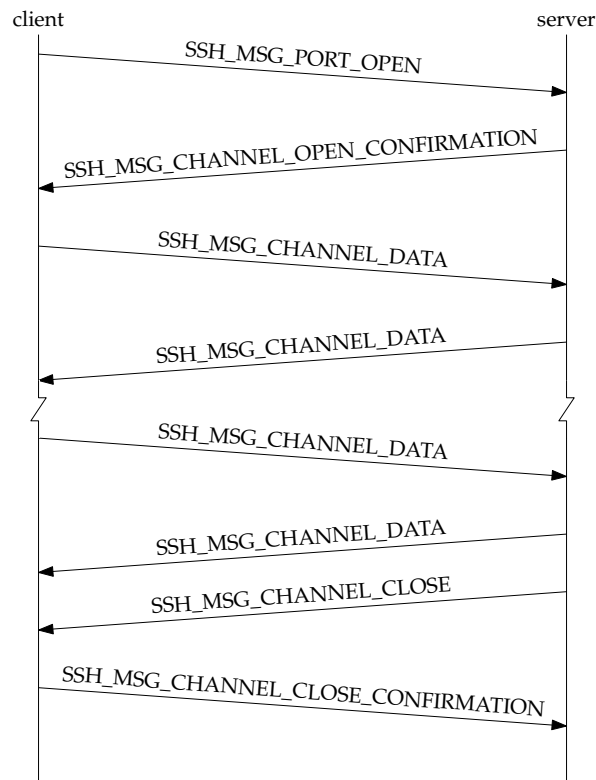 client
server
SSH_MSG_PORT_OPEN
SSH_MSG_CHANNEL_OPEN_CONFIRMATION
SSH_MSG_CHANNEL_DATA
SSH_MSG_CHANNEL_DATA
SSH_MSG_CHANNEL_DATA
SSH_MSG_CHANNEL_DATA
SSH_MSG_CHANNEL_CLOSE
SSH_MSG_CHANNEL_CLOSE_CONFIRMATION